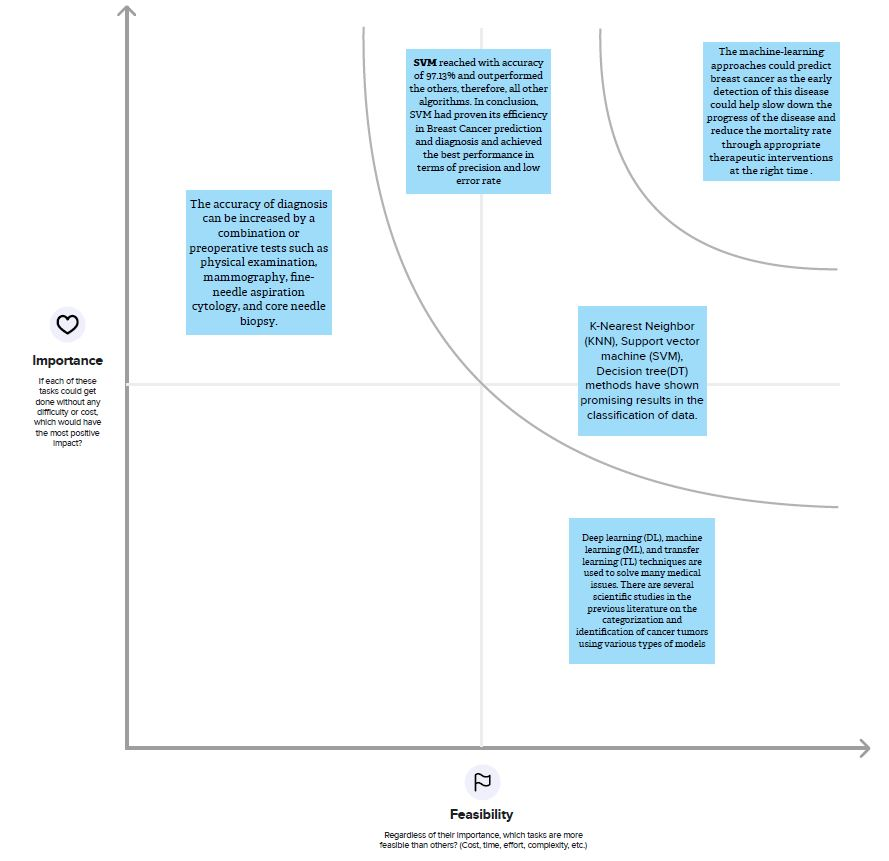 SVM reached with accuracy
of 97.13% and outperformed
the others, therefore, all other
algorithms. In conclusion,
SVM had proven its efficiency
in Breast Cancer prediction
and diagnosis and achieved
the best performance in
terms of precision and low
error rate
The machine-learning
approaches could predict
breast cancer as the early
detection of this disease
could help slow down the
progress of the disease and
reduce the mortality rate
through appropriate
therapeutic interventions
at the right time .
The accuracy of diagnosis
can be increased by a
combination or
preoperative tests such as
physical examination,
mammography, fine-
needle aspiration
cytology, and core needle
biopsy.
K-Nearest Neighbor
(KNN), Support vector
machine (SVM),
Decision tree(DT)
methods have shown
promising results in the
classification of data.
Importance
If each of these
tasks could get
done without any
difficulty or cost,
which would have
the most positive
impact?
Deep learning (DL), machine
learning (ML), and transfer
learning (TL) techniques are
used to solve many medical
issues. There are several
scientific studies in the
previous literature on the
categorization and
identification of cancer tumors
using various types of models
Feasibility
Regardless of their importance, which tasks are more
feasible than others? (Cost, time, effort, complexity, etc.)